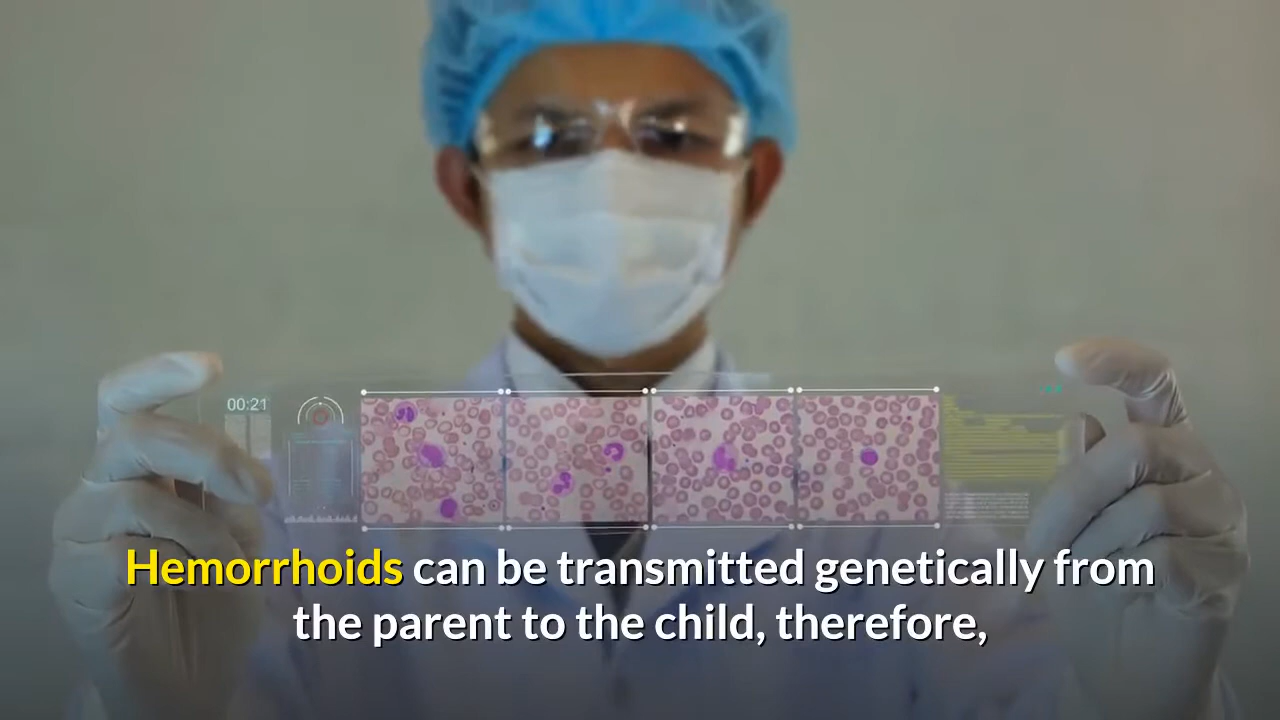 00:21
Hemorrhoids can be transmitted genetically from
the parent to the child, therefore,